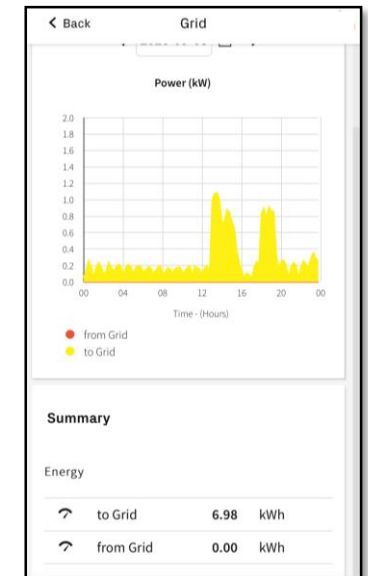 Back
Grid
Power (kW)
2.0
1.8
1.6
1.4
1.2
1.0
0.8
0.6
0.4
0.2
0.0
00 04 08 12 16 20 00
Time - (Hours)
from Grid
to Grid
Summary
Energy
to Grid 6.98 kWh
from Grid 0.00 kWh